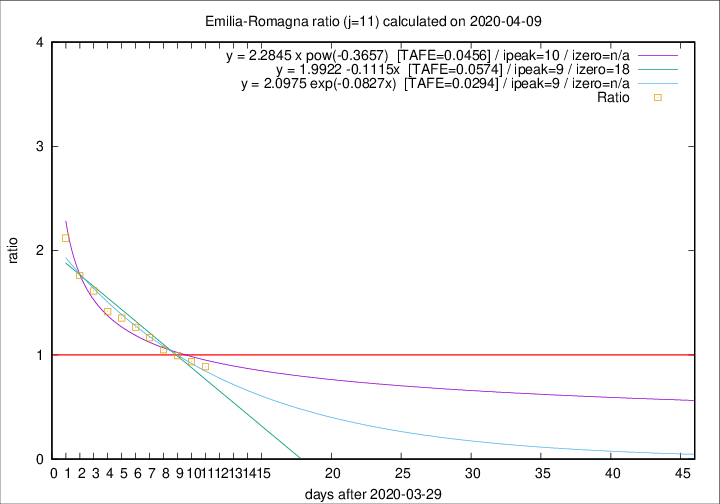 Emilia-Romagna ratio (j=11) calculated on 2020-04-09
y = 2.2845 x pow(-0.3657)  [TAFE=0.0456] / ipeak=10 / izero=n/a
y = 1.9922 -0.1115x  [TAFE=0.0574] / ipeak=9 / izero=18
y = 2.0975 exp(-0.0827x)  [TAFE=0.0294] / ipeak=9 / izero=n/a
Ratio
4
3
2
1
0
ratio
0 1 2 3 4 5 6 7 8 9 10 11 12 13 14 15 20 25 30 35 40 45
days after 2020-03-29